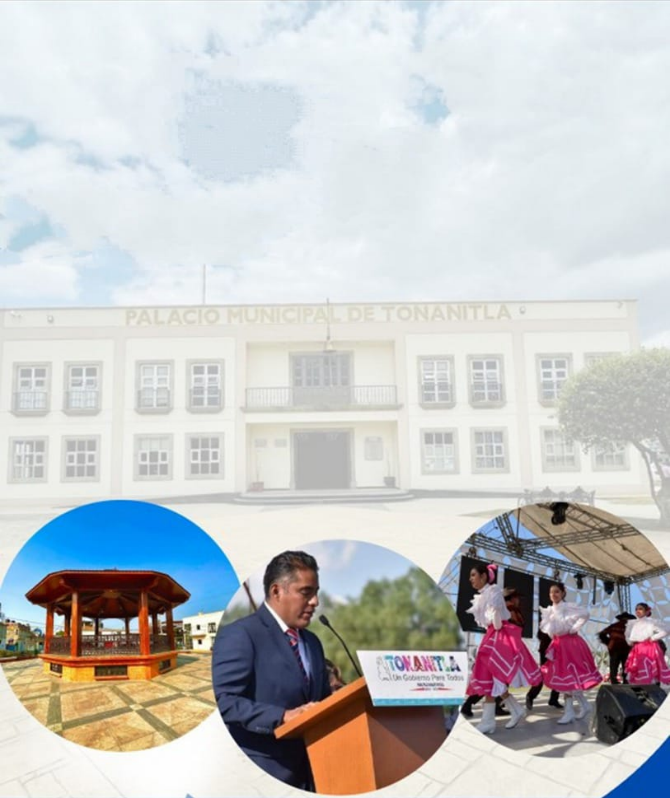 PALACIO MUNICIPAL DE TONANITLA
TONANITLA
Un Gobierno Para Todos